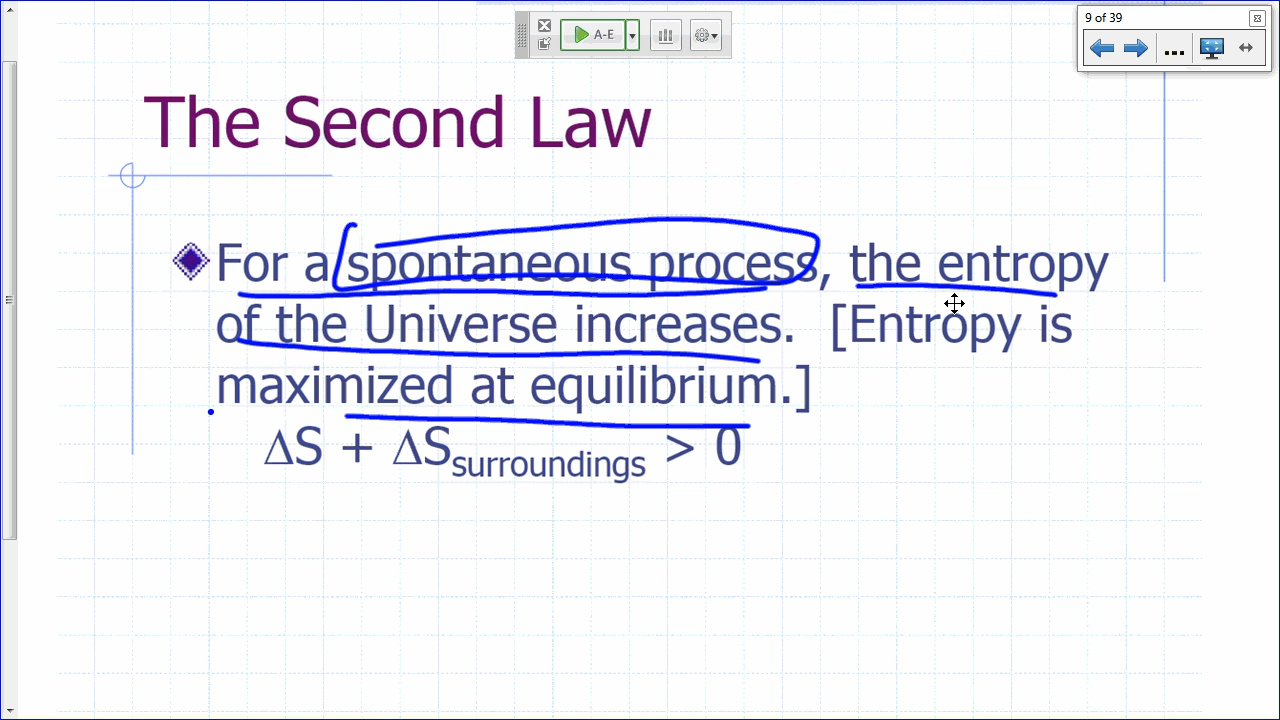 A-E
9 of 39
The Second Law
For a spontaneous process, the entropy
of the Universe increases. [Entropy is
maximized at equilibrium.]
ΔS + ΔSsurroundings > 0